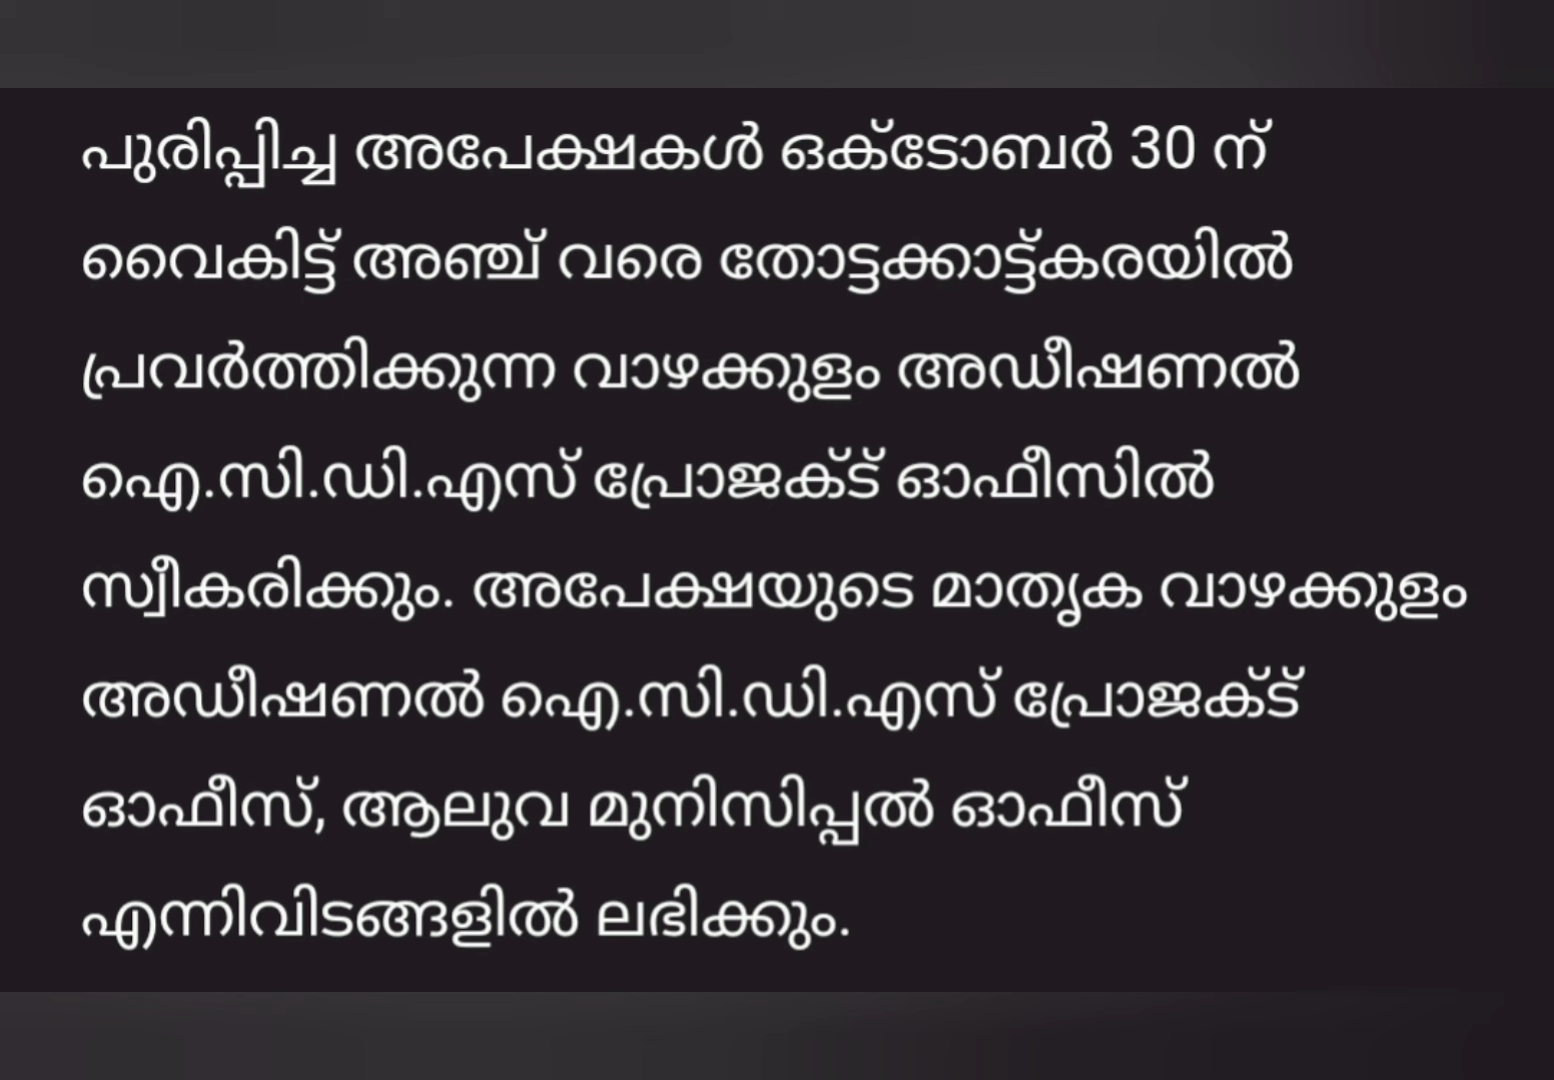 പുരിപ്പിച്ച അപേക്ഷകൾ ഒക്ടോബർ 30 ന്
വൈകിട്ട് അഞ്ച് വരെ തോട്ടക്കാട്ട്കരയിൽ
പ്രവർത്തിക്കുന്ന വാഴക്കുളം അഡീഷണൽ
ഐ.സി.ഡി.എസ് പ്രോജക്ട് ഓഫീസിൽ
സ്വീകരിക്കും. അപേക്ഷയുടെ മാതൃക വാഴക്കുളം
അഡീഷണൽ ഐ.സി.ഡി.എസ് പ്രോജക്ട്
ഓഫീസ്, ആലുവ മുനിസിപ്പൽ ഓഫീസ്
എന്നിവിടങ്ങളിൽ ലഭിക്കും.